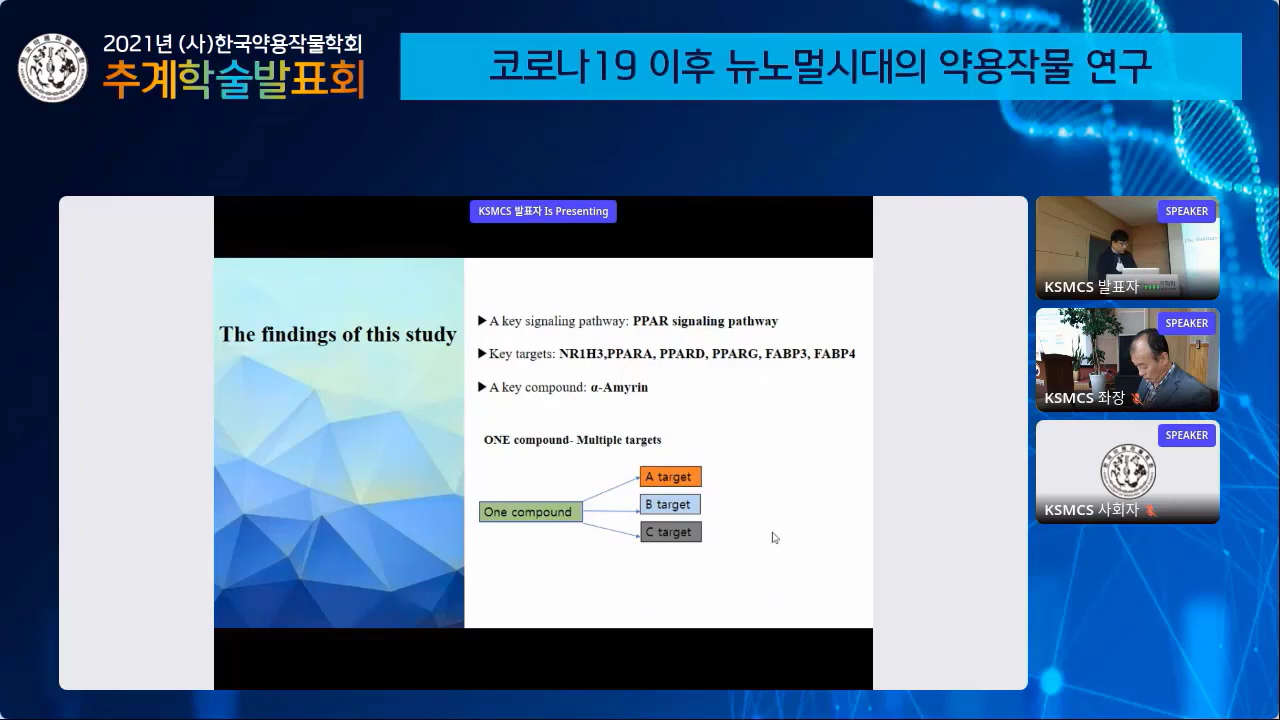 2021년 (사)한국약용작물학회
추계학술발표회
코로나19 이후 뉴노멀시대의 약용작물 연구
KSMCS 발표자 Is Presenting
The findings of this study
A key signaling pathway: PPAR signaling pathway
Key targets: NR1H3,PPARA, PPARD, PPARG, FABP3, FABP4
A key compound: α-Amyrin
ONE compound- Multiple targets
One compound
A target
B target
C target
SPEAKER
KSMCS 발표자
SPEAKER
KSMCS 좌장
SPEAKER
KSMCS 사회자